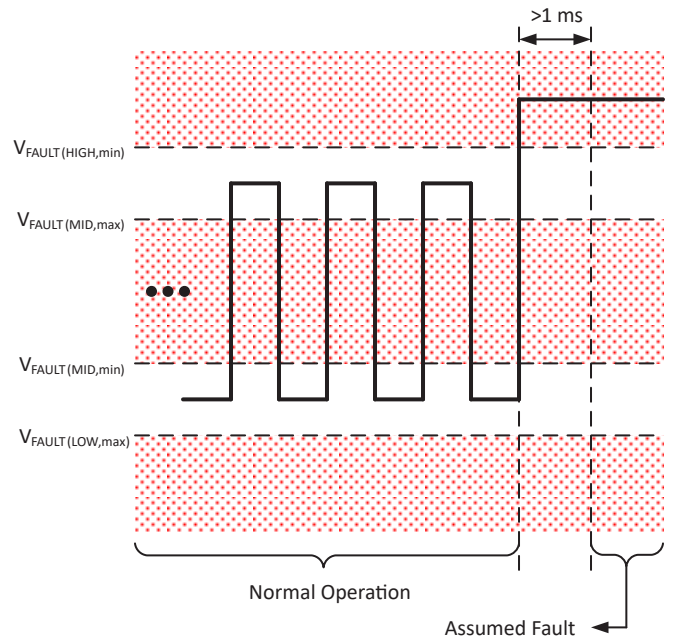 >1 ms
VFAULT(HIGH,min)
VFAULT(MID,max)
VFAULT(MID,min)
VFAULT(LOW,max)
Normal Operation
Assumed Fault